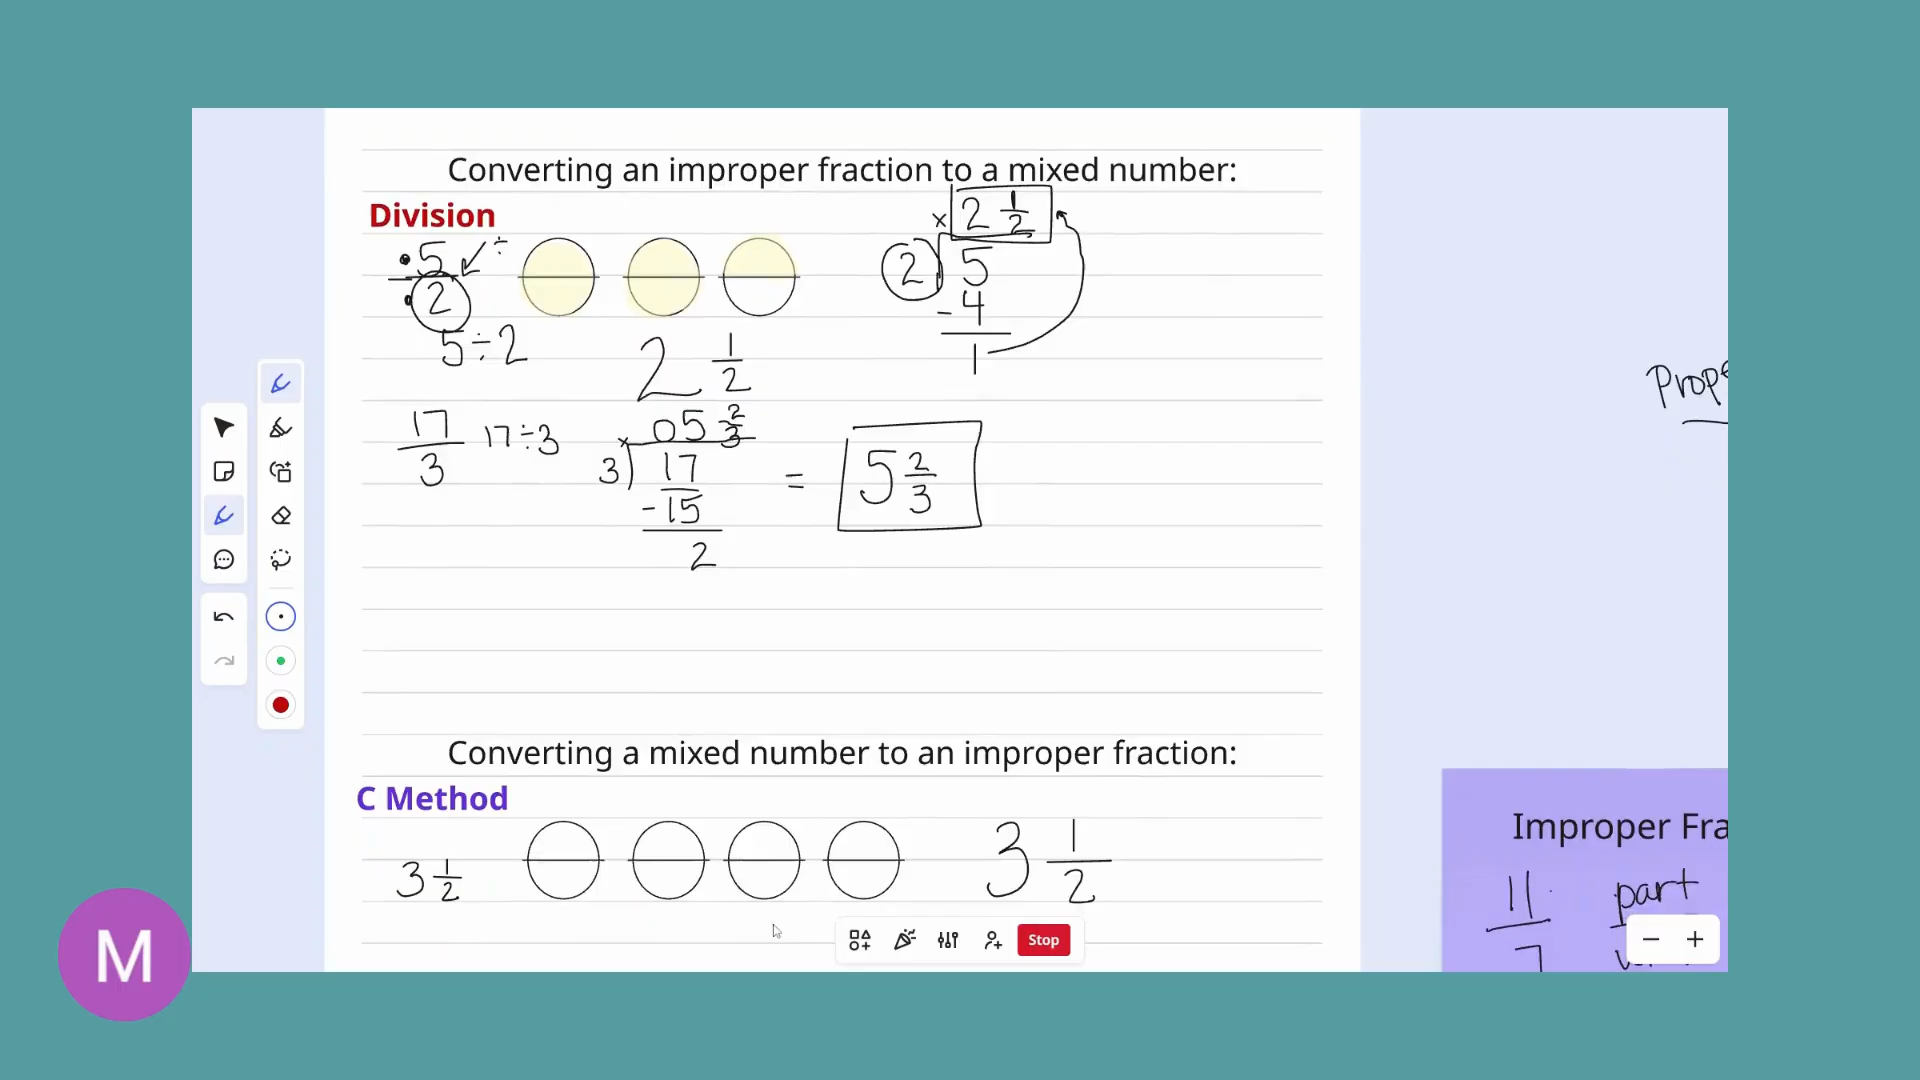 Converting an improper fraction to a mixed number:
Division
5/2 ÷
5÷2
2 1/2
× 2 1/2
2) 5
- 4
1
17/3 17÷3
× 05 2/3
3) 17
-15
2
= 5 2/3
Converting a mixed number to an improper fraction:
C Method
3 1/2
3 1/2
Stop
Prope
Improper Fra
11/7 part
M